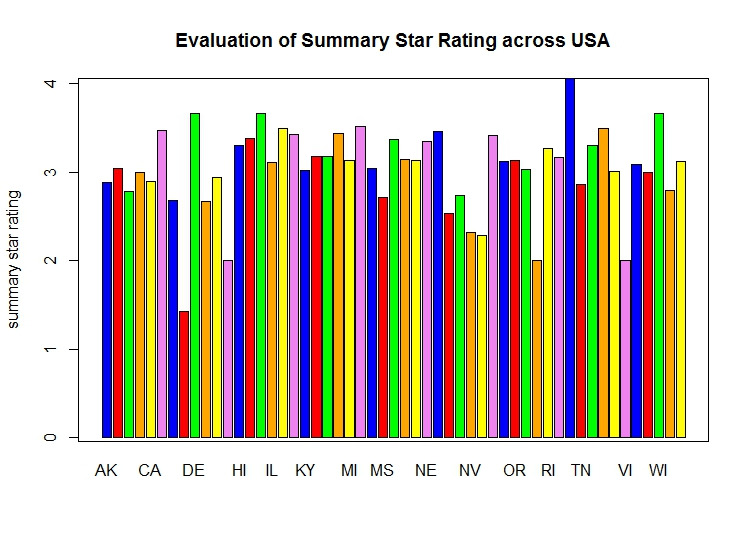 Evaluation of Summary Star Rating across USA
summary star rating
4
3
2
1
0
AK CA DE HI IL KY MI MS NE NV OR RI TN VI WI